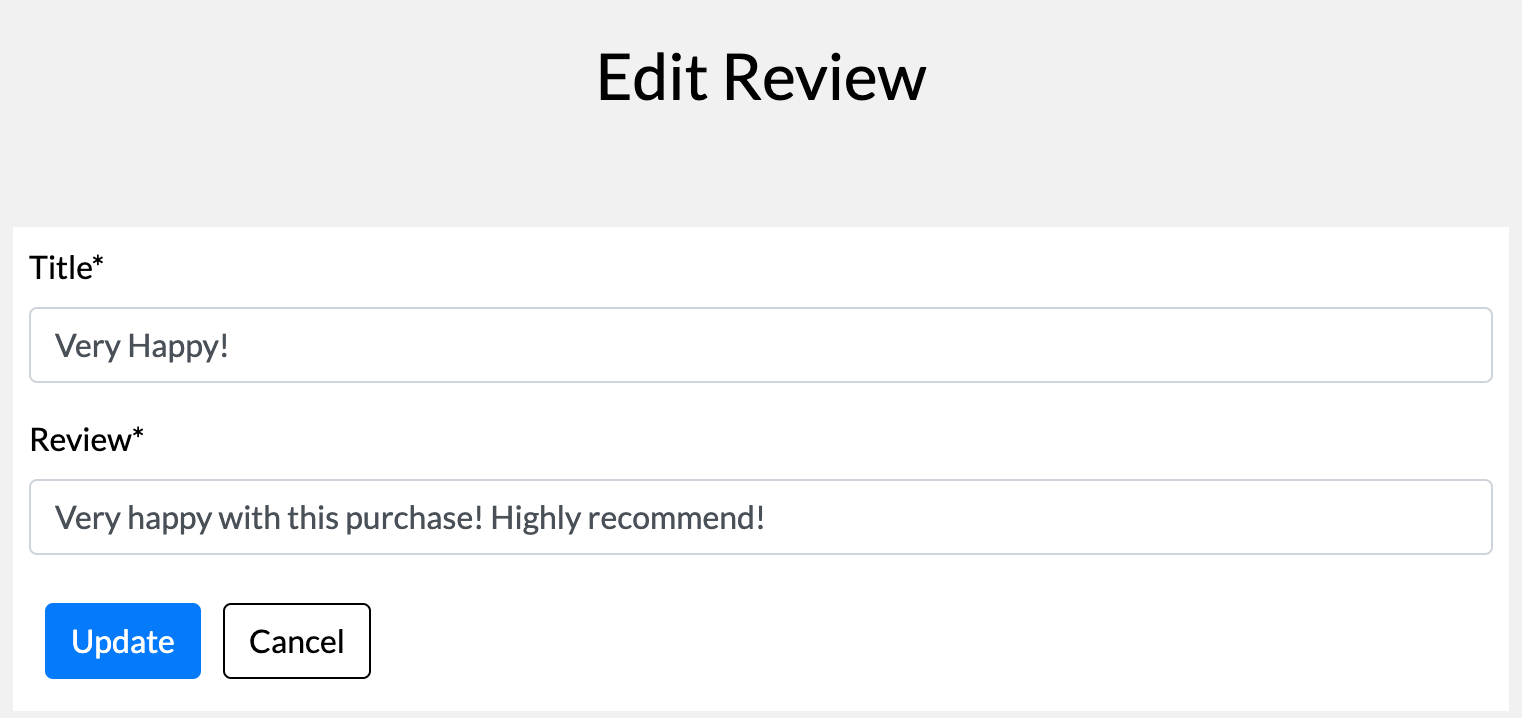 Edit Review
Title*
Very Happy!
Review*
Very happy with this purchase! Highly recommend!
Update Cancel